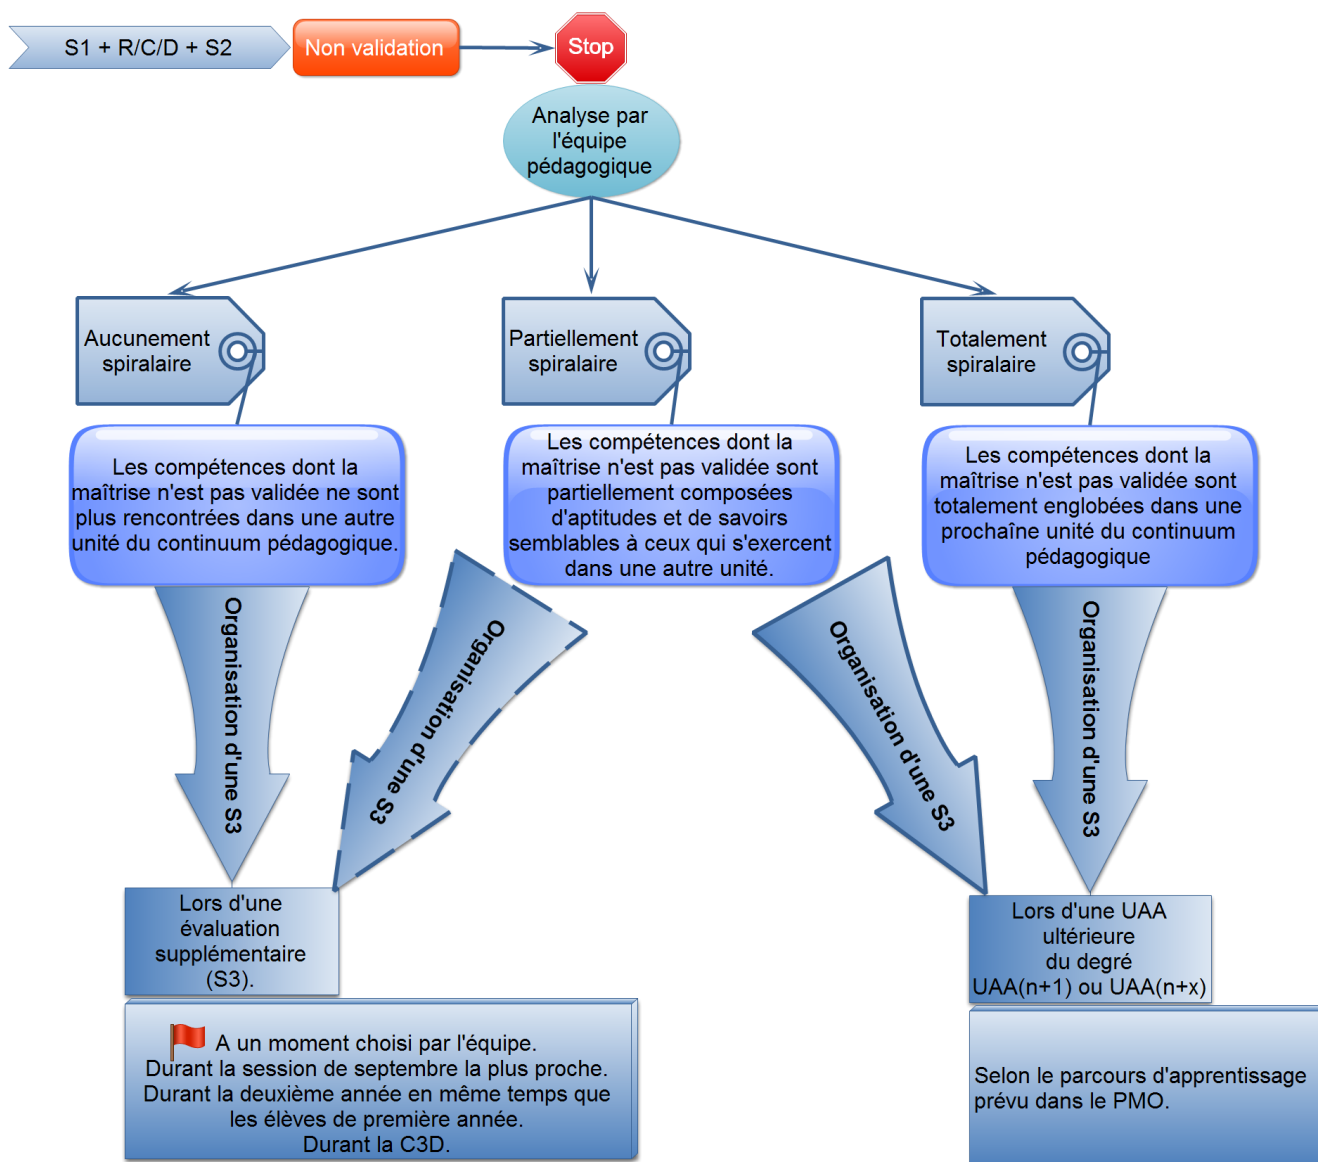 S1 + R/C/D + S2
Non validation
Stop
Analyse par
l'équipe
pédagogique
Aucunement
spiralaire
Partiellement
spiralaire
Totalement
spiralaire
Les compétences dont la
maîtrise n'est pas validée ne sont
plus rencontrées dans une autre
unité du continuum pédagogique.
Les compétences dont la
maîtrise n'est pas validée sont
partiellement composées
d'aptitudes et de savoirs
semblables à ceux qui s'exercent
dans une autre unité.
Les compétences dont la
maîtrise n'est pas validée sont
totalement englobées dans une
prochaîne unité du continuum
pédagogique
Organisation d'une S3
Organisation d'une S3
Organisation d'une S3
Organisation d'une S3
Lors d'une
évaluation
supplémentaire
(S3).
Lors d'une UAA
ultérieure
du degré
UAA(n+1) ou UAA(n+x)
A un moment choisi par l'équipe.
Durant la session de septembre la plus proche.
Durant la deuxième année en même temps que
les élèves de première année.
Durant la C3D.
Selon le parcours d'apprentissage
prévu dans le PMO.